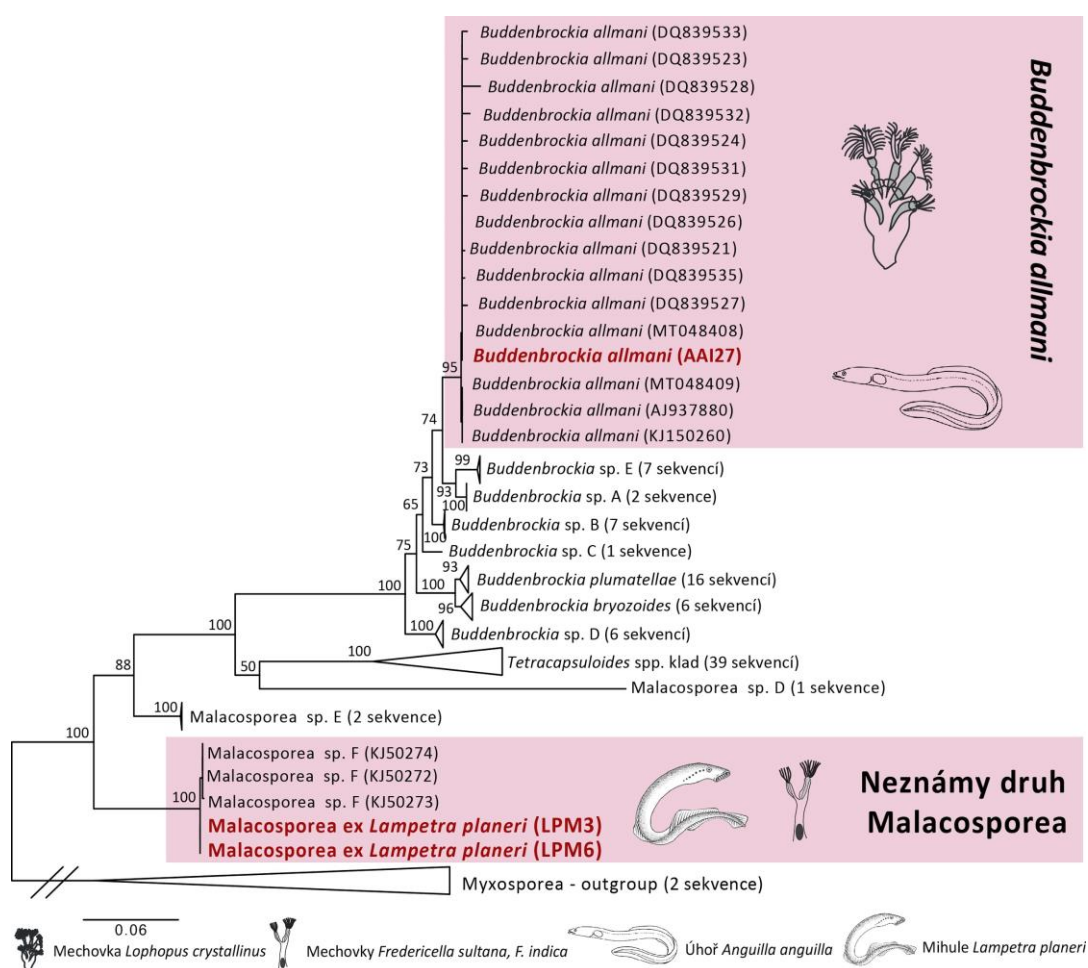 Buddenbrockia allmani (DQ839533)
Buddenbrockia allmani (DQ839523)
Buddenbrockia allmani (DQ839528)
Buddenbrockia allmani (DQ839532)
Buddenbrockia allmani (DQ839524)
Buddenbrockia allmani (DQ839531)
Buddenbrockia allmani (DQ839529)
Buddenbrockia allmani (DQ839526)
Buddenbrockia allmani (DQ839521)
Buddenbrockia allmani (DQ839535)
Buddenbrockia allmani (DQ839527)
Buddenbrockia allmani (MT048408)
Buddenbrockia allmani (AAI27)
Buddenbrockia allmani (MT048409)
Buddenbrockia allmani (AJ937880)
Buddenbrockia allmani (KJ150260)
Buddenbrockia allmani
95
74
99
Buddenbrockia sp. E (7 sekvencí)
73
93
100
Buddenbrockia sp. A (2 sekvence)
65
100
Buddenbrockia sp. B (7 sekvencí)
75
Buddenbrockia sp. C (1 sekvence)
93
Buddenbrockia plumatellae (16 sekvencí)
100
100
96
Buddenbrockia bryozoides (6 sekvencí)
100
100
Buddenbrockia sp. D (6 sekvencí)
100
Tetracapsuloides spp. klad (39 sekvencí)
88
50
Malacosporea sp. D (1 sekvence)
100
Malacosporea sp. E (2 sekvence)
100
Malacosporea sp. F (KJ50274)
Malacosporea sp. F (KJ50272)
100
Malacosporea sp. F (KJ50273)
Malacosporea ex Lampetra planeri (LPM3)
Malacosporea ex Lampetra planeri (LPM6)
Neznámy druh
Malacosporea
Myxosporea - outgroup (2 sekvence)
0.06
Mechovka Lophopus crystallinus
Mechovky Fredericella sultana, F. indica
Úhoř Anguilla anguilla
Mihule Lampetra planeri